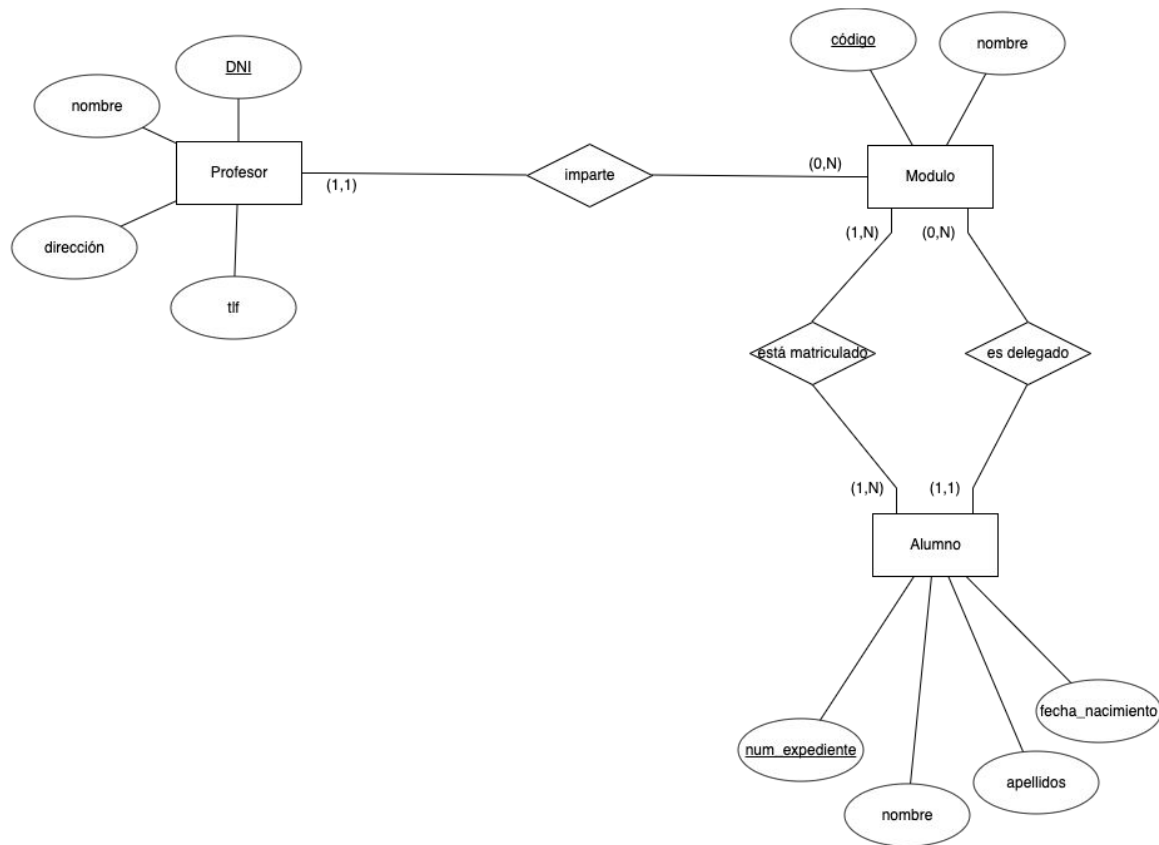 código
nombre
DNI
nombre
Profesor
(1,1)
imparte
(0,N)
Modulo
dirección
tlf
(1,N)
(0,N)
está matriculado
es delegado
(1,N)
(1,1)
Alumno
fecha_nacimiento
num_expediente
apellidos
nombre